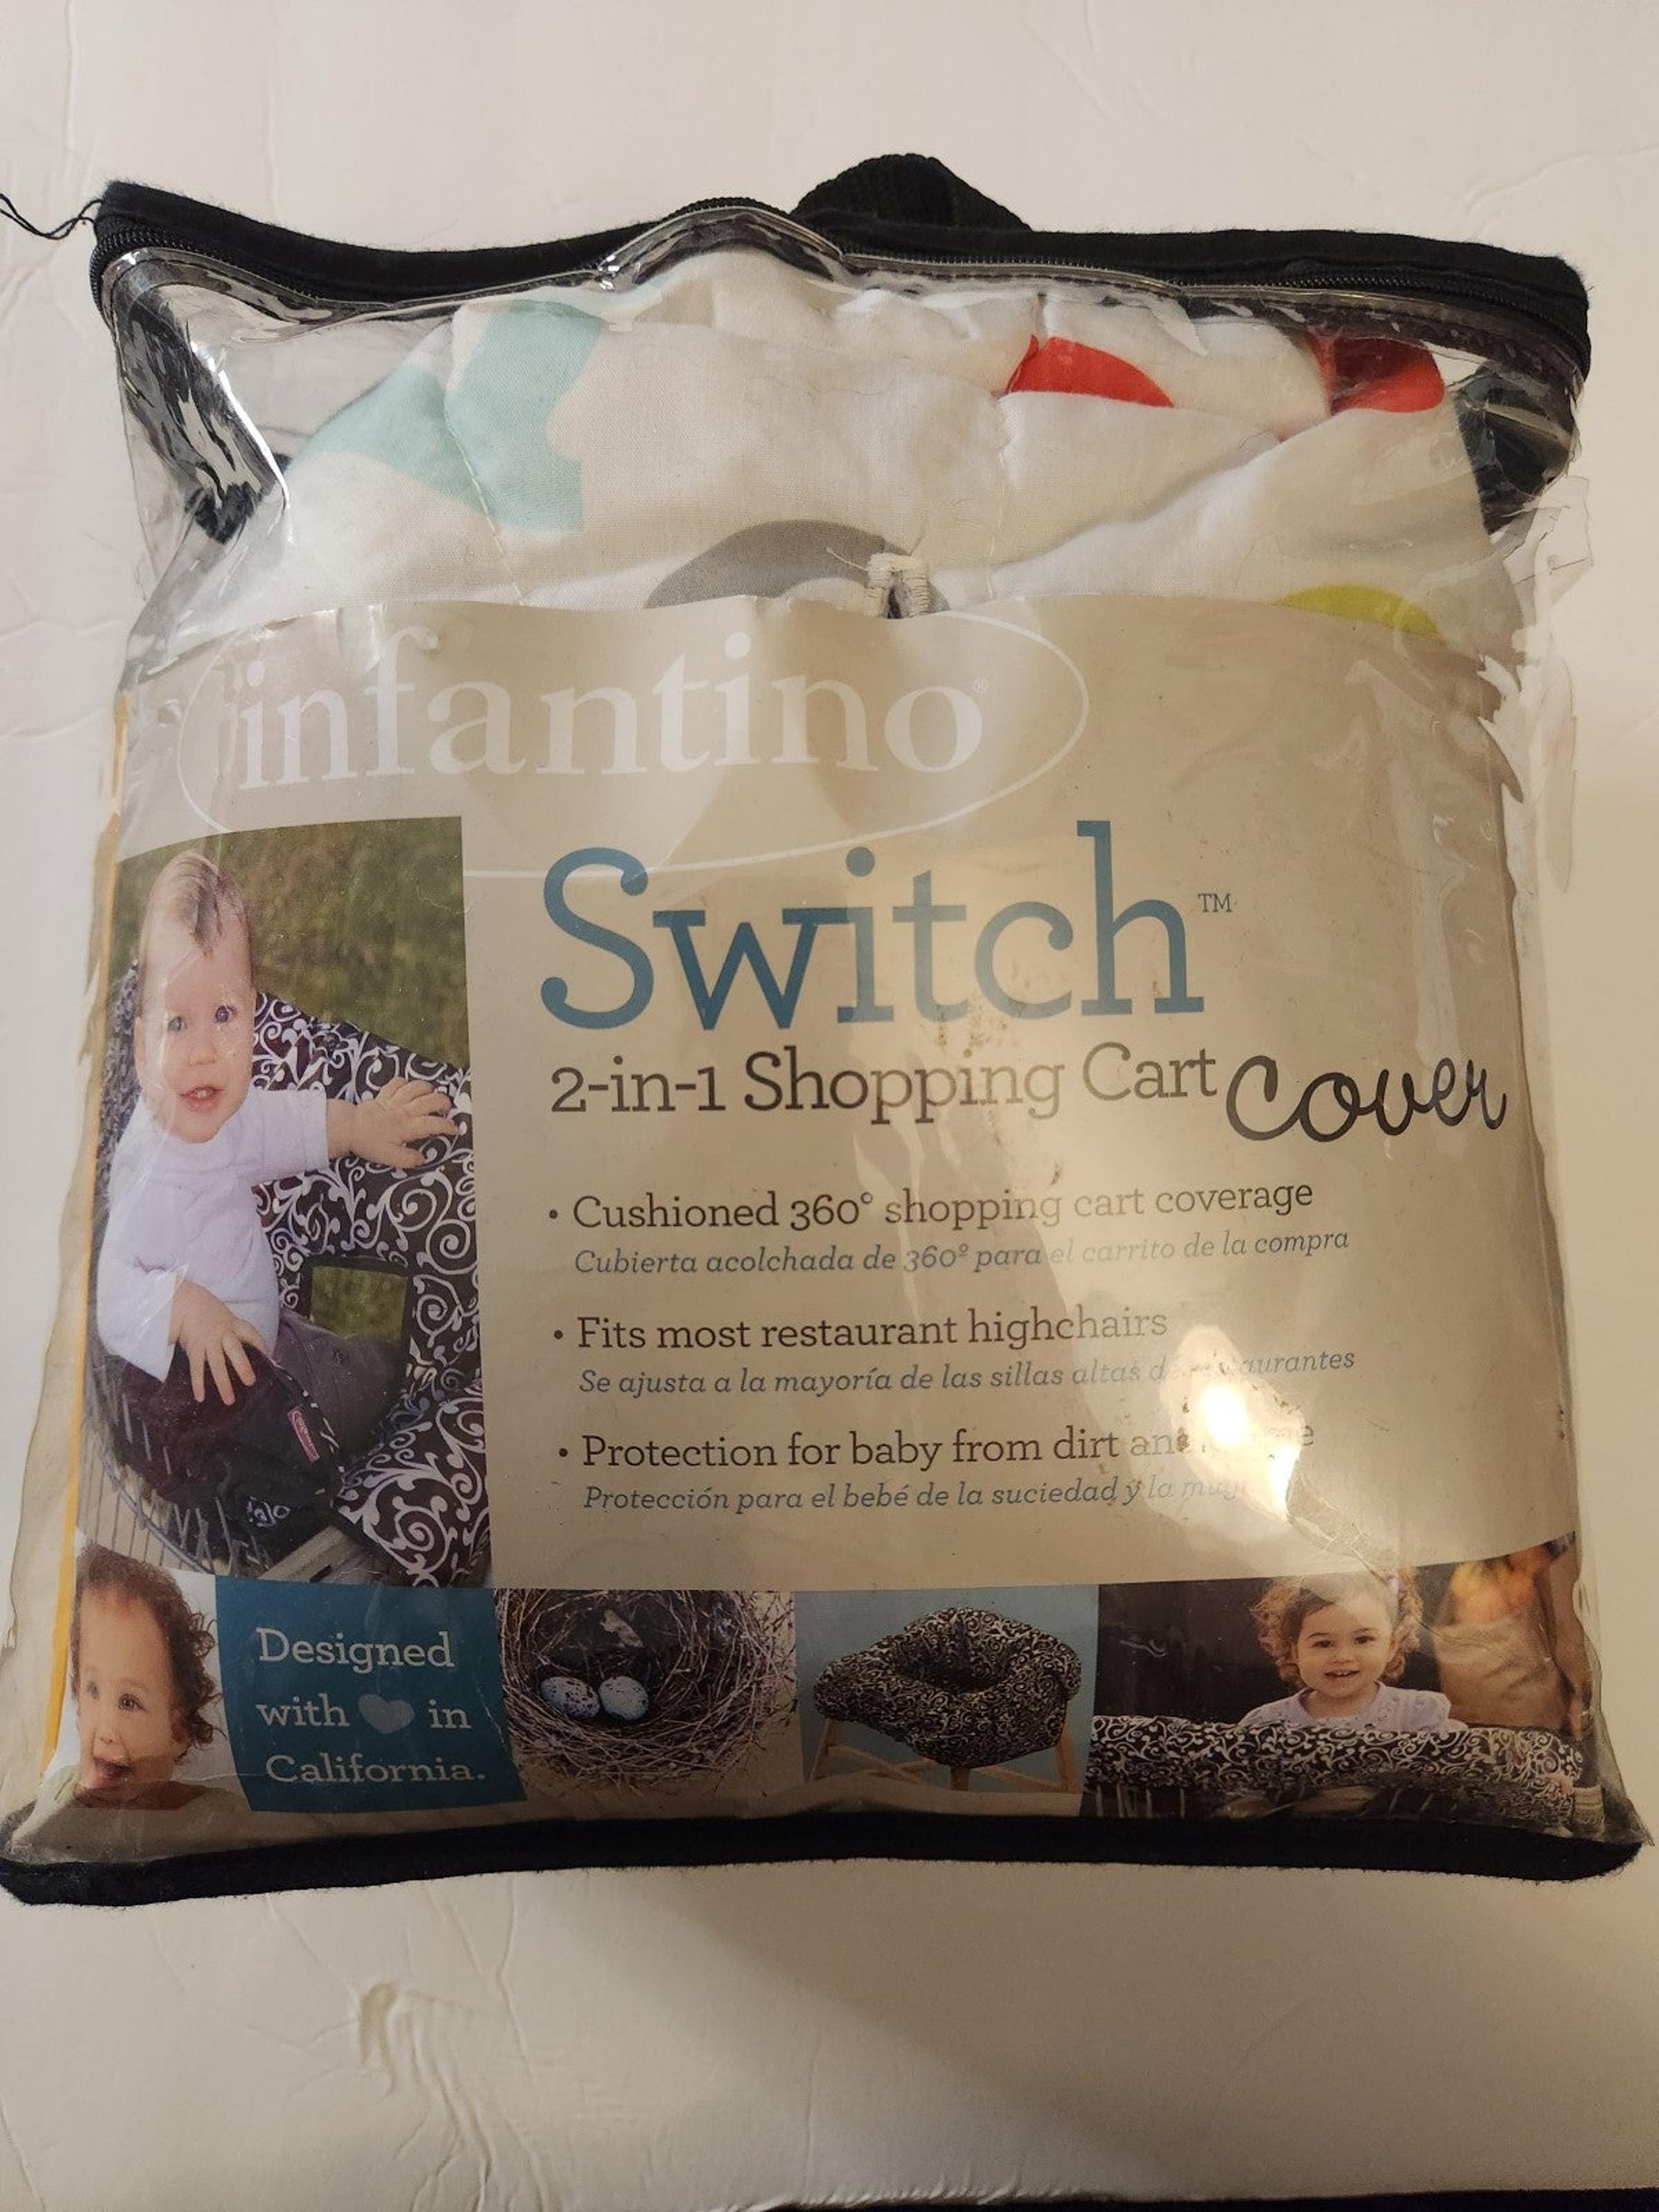 infantino®
Switch™
2-in-1 Shopping Cart cover
• Cushioned 360° shopping cart coverage
Cubierta acolchada de 360º para el carrito de la compra
• Fits most restaurant highchairs
Se ajusta a la mayoría de las sillas altas
• Protection for baby from dirt
Protección para el bebé de la suciedad y la
Designed
with in
California.